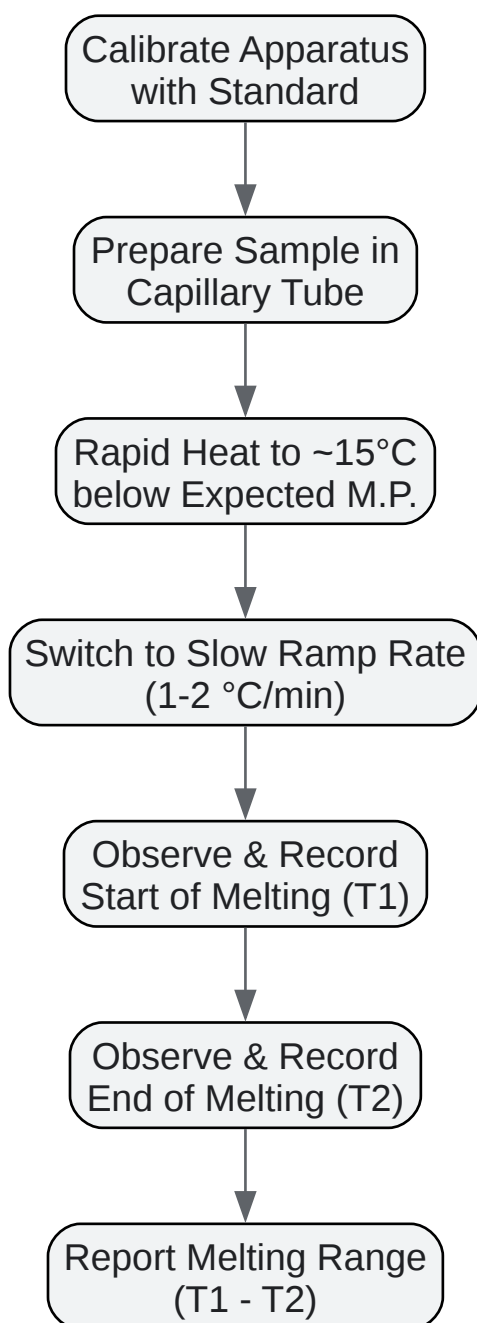 Calibrate Apparatus
with Standard
Prepare Sample in
Capillary Tube
Rapid Heat to ~15°C
below Expected M.P.
Switch to Slow Ramp Rate
(1-2 °C/min)
Observe & Record
Start of Melting (T1)
Observe & Record
End of Melting (T2)
Report Melting Range
(T1 - T2)